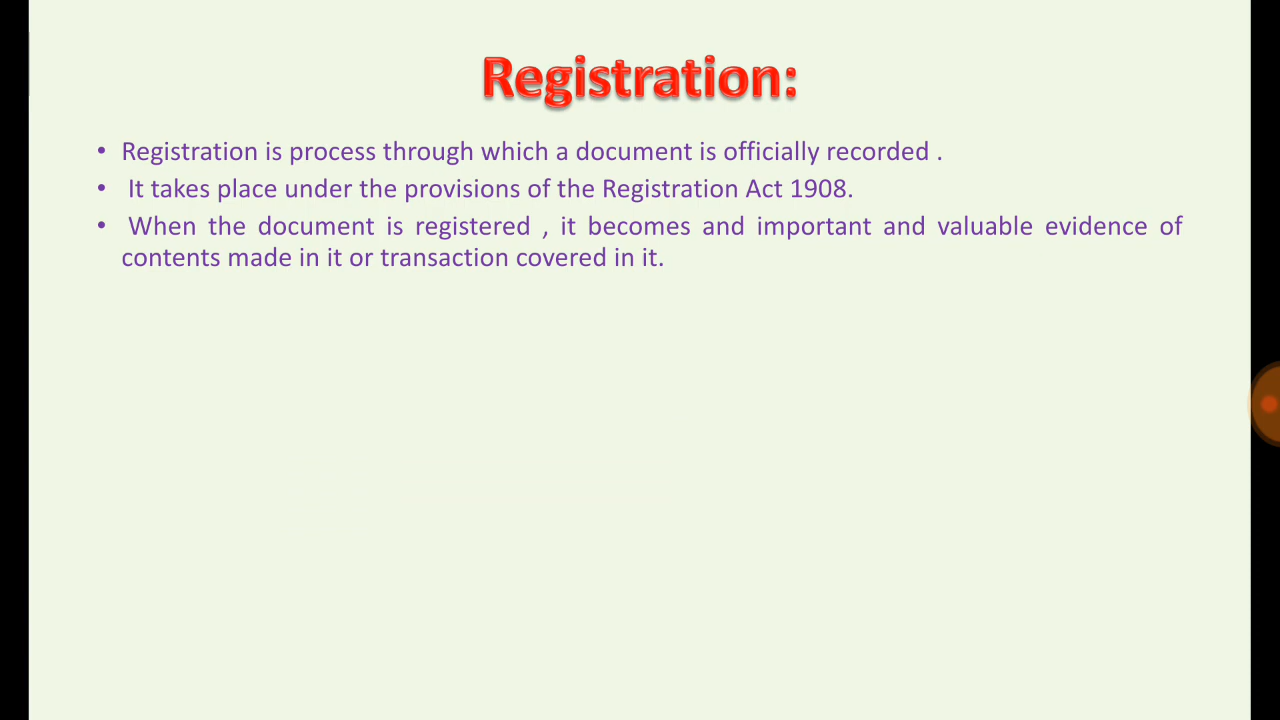 Registration:
• Registration is process through which a document is officially recorded .
• It takes place under the provisions of the Registration Act 1908.
• When the document is registered , it becomes and important and valuable evidence of
contents made in it or transaction covered in it.